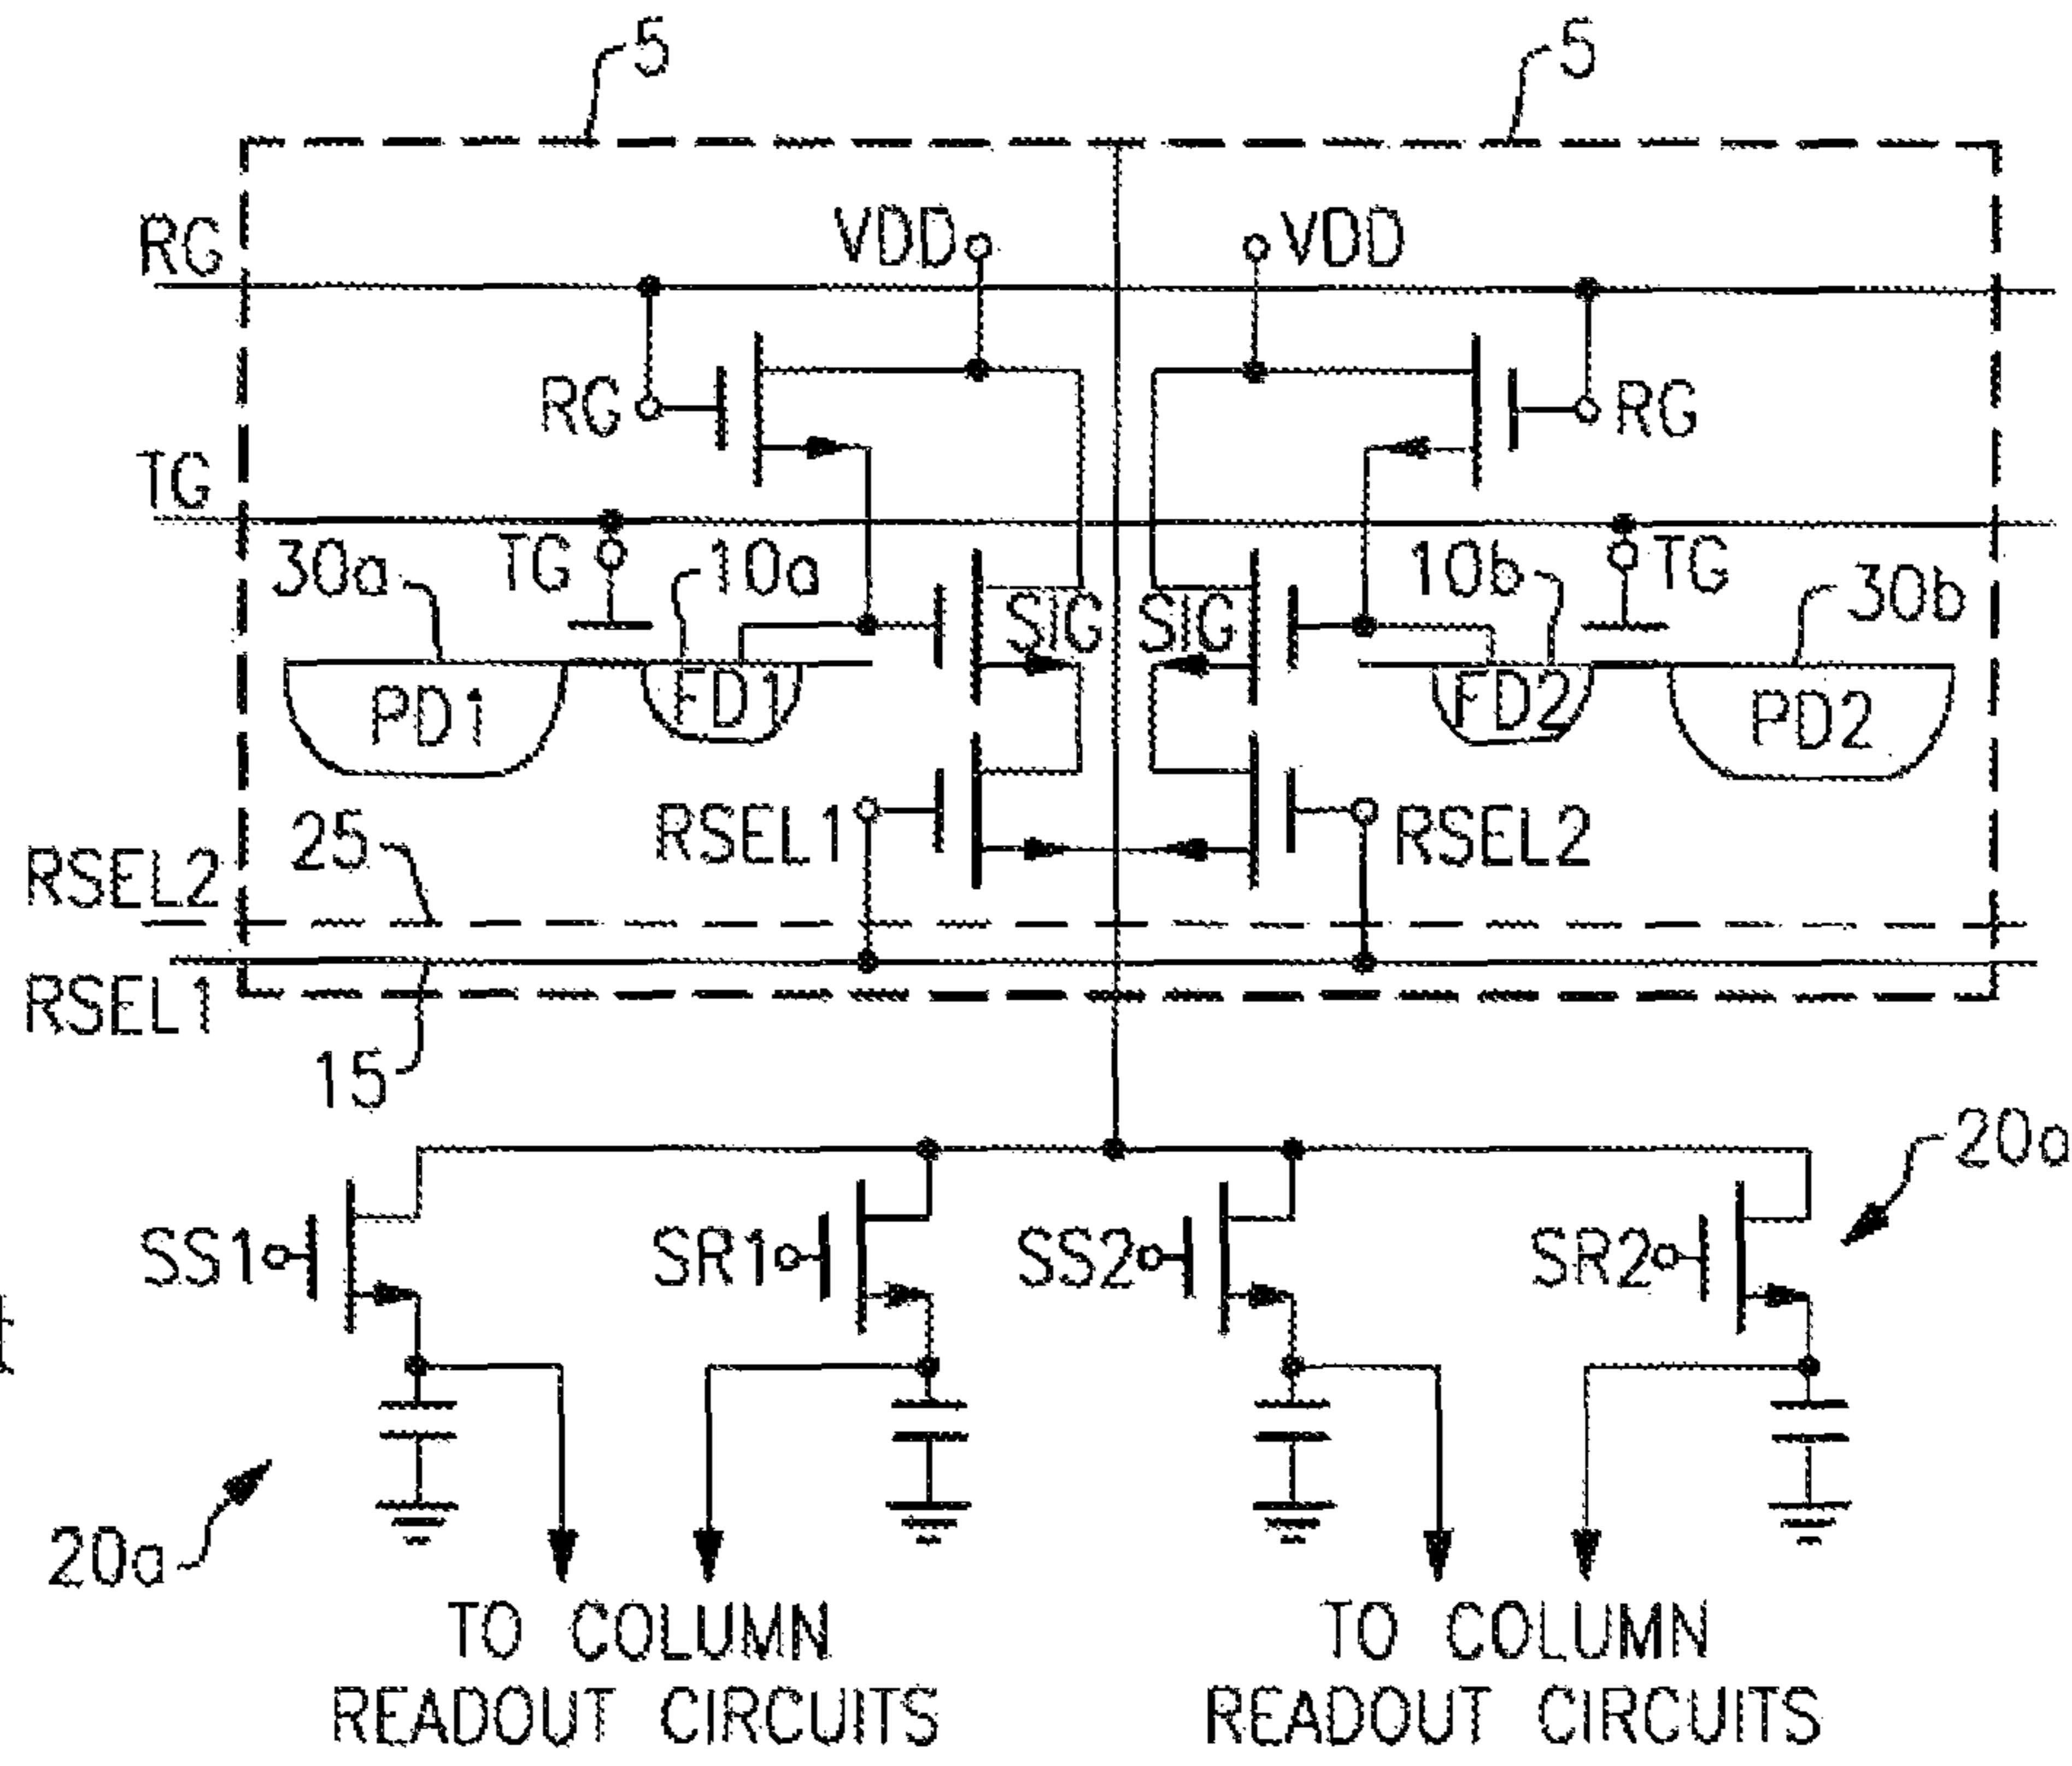 5 5
RG VDD VDD
RG RG
TG
30a TG 10a SIG SIG 10b TG 30b
PD1 FD1 FD2 PD2
RSEL1 RSEL2
25
RSEL2
RSEL1
15
20a
SS1 SR1 SS2 SR2
20a
TO COLUMN TO COLUMN
READOUT CIRCUITS READOUT CIRCUITS